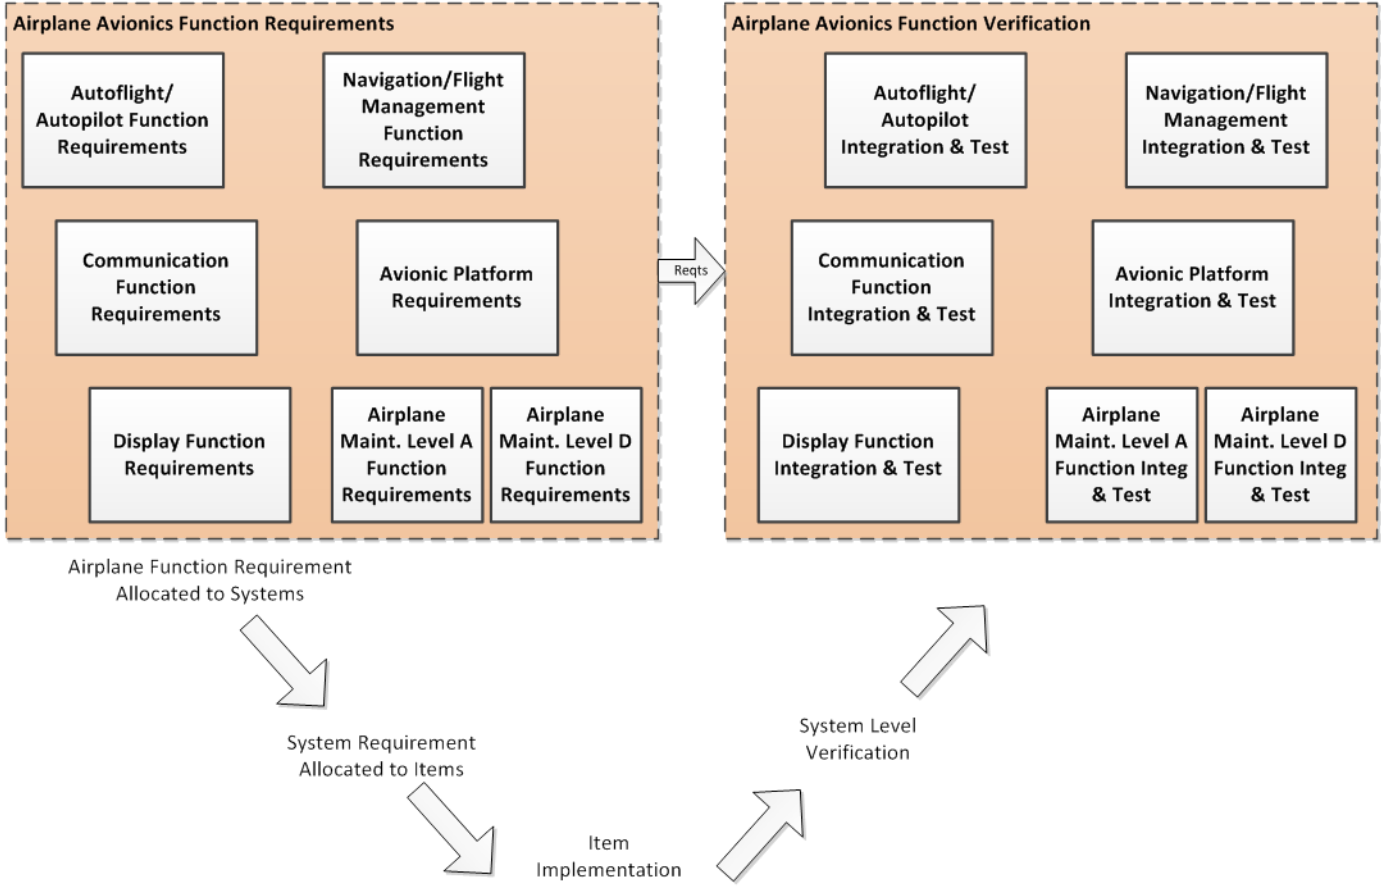 Airplane Avionics Function Requirements
Autoflight/
Autopilot Function
Requirements
Navigation/Flight
Management
Function
Requirements
Communication
Function
Requirements
Avionic Platform
Requirements
Display Function
Requirements
Airplane
Maint. Level A
Function
Requirements
Airplane
Maint. Level D
Function
Requirements
Reqts
Airplane Avionics Function Verification
Autoflight/
Autopilot
Integration & Test
Navigation/Flight
Management
Integration & Test
Communication
Function
Integration & Test
Avionic Platform
Integration & Test
Display Function
Integration & Test
Airplane
Maint. Level A
Function Integ
& Test
Airplane
Maint. Level D
Function Integ
& Test
Airplane Function Requirement
Allocated to Systems
System Requirement
Allocated to Items
Item
Implementation
System Level
Verification